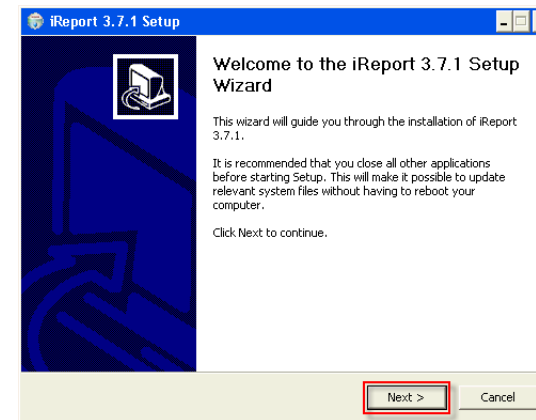 iReport 3.7.1 Setup
Welcome to the iReport 3.7.1 Setup
Wizard
This wizard will guide you through the installation of iReport
3.7.1.
It is recommended that you close all other applications
before starting Setup. This will make it possible to update
relevant system files without having to reboot your
computer.
Click Next to continue.
Next >
Cancel